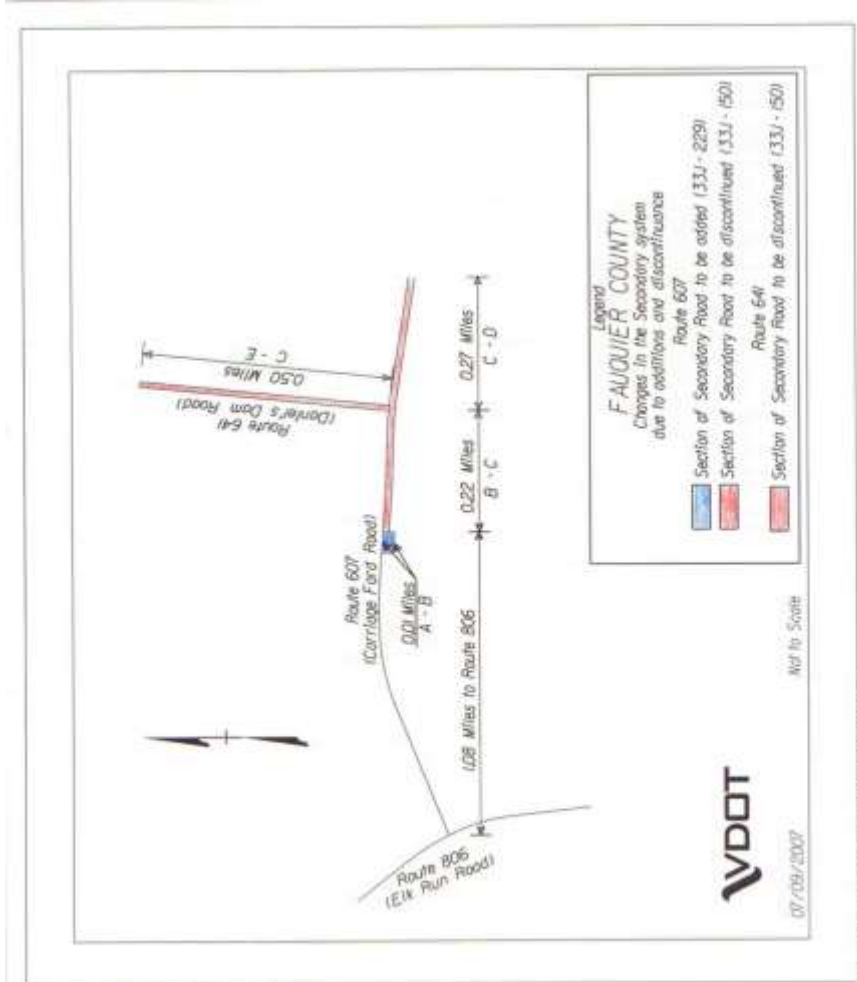 Route 641
Dam Road)
0.50 Miles
C - E
Route 607
(Carriage Ford Road)
0.01 Miles
A - B
Route 806
(Elk Run Road)
1.08 Miles to Route 806
0.22 Miles
B - C
0.27 Miles
C - D
Legend
FAUQUIER COUNTY
Changes in the Secondary system
due to additions and discontinuance
Route 607
Section of Secondary Road to be added (33.1 - 229)
Section of Secondary Road to be discontinued (33.1 - 150)
Route 641
Section of Secondary Road to be discontinued (33.1 - 150)
Not to Scale
VDOT
07/09/2007